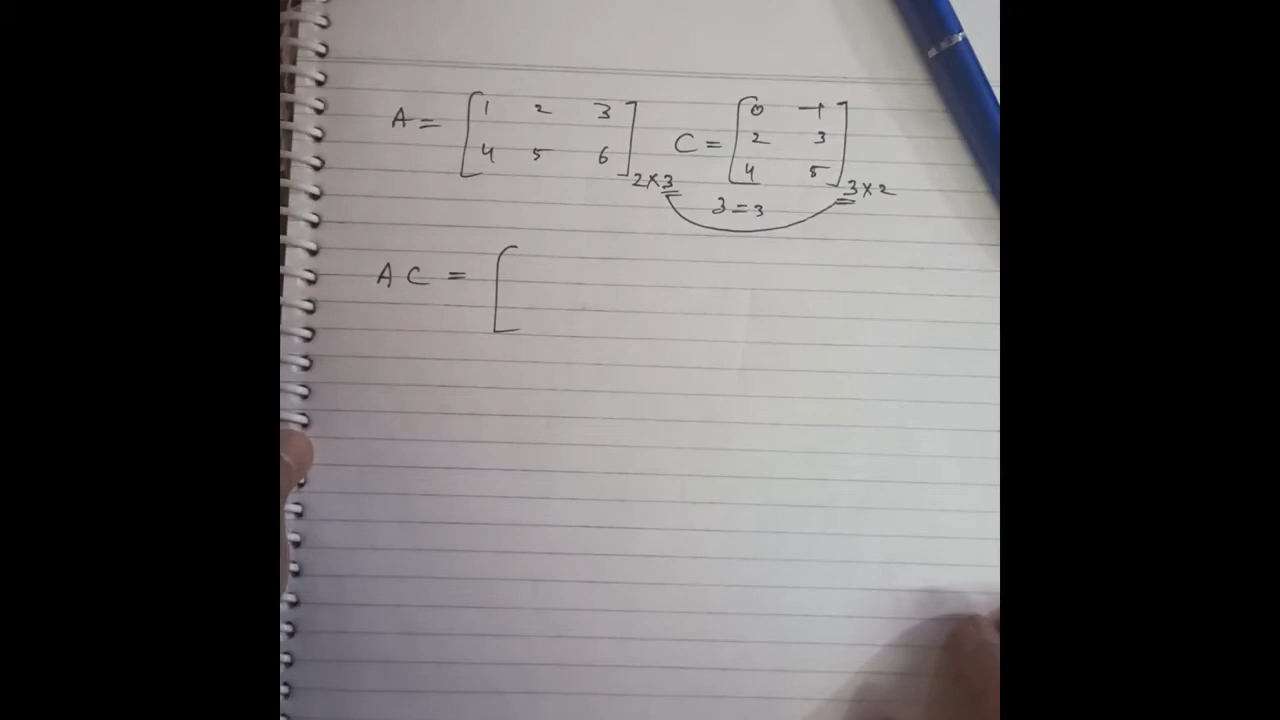 A = [ 1 2 3
4 5 6 ] 2×3
C = [ 0 -1
2 3
4 5 ] 3×2
3 = 3
AC = [